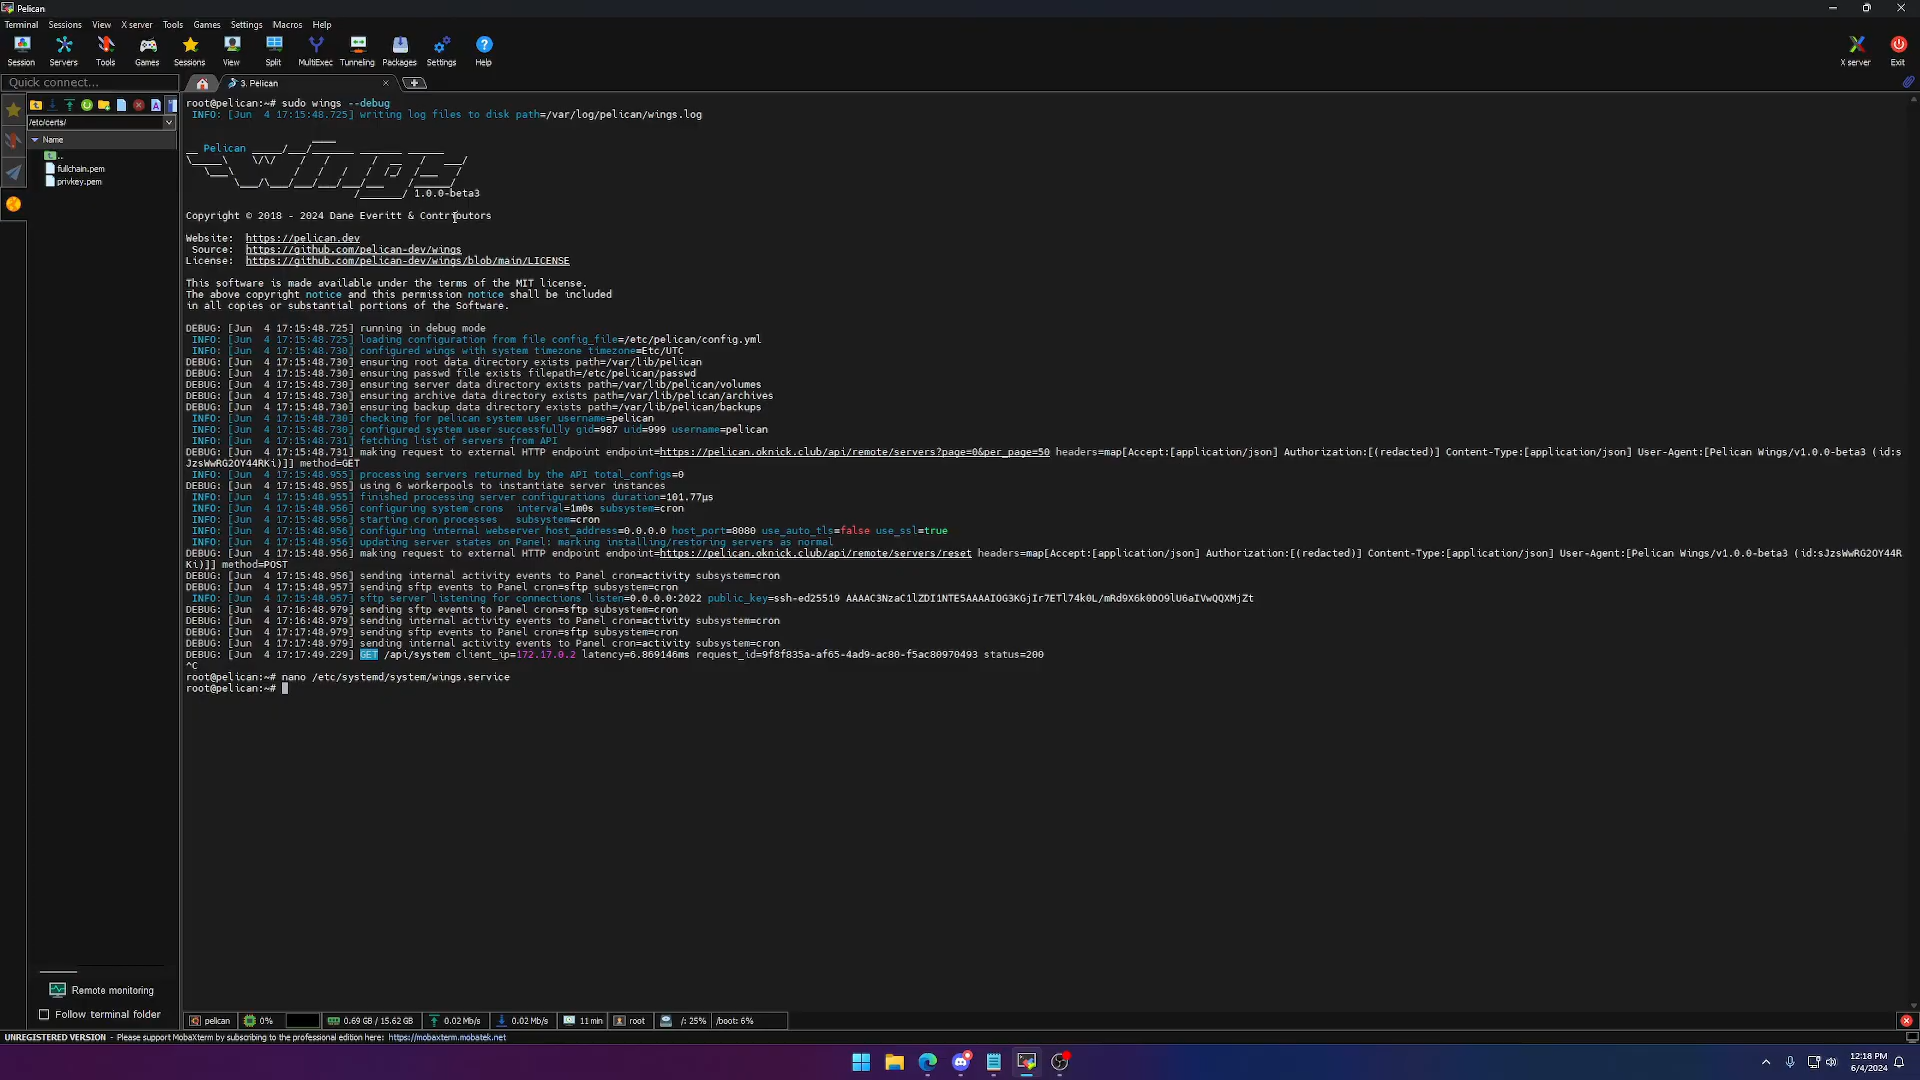 Pelican
Terminal Sessions View X server Tools Games Settings Macros Help
Session Servers Tools Games Sessions View Split MultiExec Tunneling Packages Settings Help X server Exit
Quick connect...
3. Pelican
/etc/certs/
Name
..
fullchain.pem
privkey.pem
root@pelican:~# sudo wings --debug
INFO: [Jun  4 17:15:48.725] writing log files to disk path=/var/log/pelican/wings.log
Pelican
1.0.0-beta3
Copyright © 2018 - 2024 Dane Everitt & Contributors
Website:  https://pelican.dev
Source:  https://github.com/pelican-dev/wings
License:  https://github.com/pelican-dev/wings/blob/main/LICENSE
This software is made available under the terms of the MIT license.
The above copyright notice and this permission notice shall be included
in all copies or substantial portions of the Software.
DEBUG: [Jun  4 17:15:48.725] running in debug mode
INFO: [Jun  4 17:15:48.725] loading configuration from file config_file=/etc/pelican/config.yml
INFO: [Jun  4 17:15:48.730] configured wings with system timezone timezone=Etc/UTC
DEBUG: [Jun  4 17:15:48.730] ensuring root data directory exists path=/var/lib/pelican
DEBUG: [Jun  4 17:15:48.730] ensuring passwd file exists filepath=/etc/pelican/passwd
DEBUG: [Jun  4 17:15:48.730] ensuring server data directory exists path=/var/lib/pelican/volumes
DEBUG: [Jun  4 17:15:48.730] ensuring archive data directory exists path=/var/lib/pelican/archives
DEBUG: [Jun  4 17:15:48.730] ensuring backup data directory exists path=/var/lib/pelican/backups
INFO: [Jun  4 17:15:48.730] checking for pelican system user username=pelican
INFO: [Jun  4 17:15:48.730] configured system user successfully gid=987 uid=999 username=pelican
INFO: [Jun  4 17:15:48.731] fetching list of servers from API
DEBUG: [Jun  4 17:15:48.731] making request to external HTTP endpoint endpoint=https://pelican.oknick.club/api/remote/servers?page=0&per_page=50 headers=map[Accept:[application/json] Authorization:[(redacted)] Content-Type:[application/json] User-Agent:[Pelican Wings/v1.0.0-beta3 (id:s
JzsWwRG2OY44RKi)]] method=GET
INFO: [Jun  4 17:15:48.955] processing servers returned by the API total_configs=0
DEBUG: [Jun  4 17:15:48.955] using 6 workerpools to instantiate server instances
INFO: [Jun  4 17:15:48.955] finished processing server configurations duration=101.77µs
INFO: [Jun  4 17:15:48.956] configuring system crons  interval=1m0s subsystem=cron
INFO: [Jun  4 17:15:48.956] starting cron processes  subsystem=cron
INFO: [Jun  4 17:15:48.956] configuring internal webserver host_address=0.0.0.0 host_port=8080 use_auto_tls=false use_ssl=true
INFO: [Jun  4 17:15:48.956] updating server states on Panel: marking installing/restoring servers as normal
DEBUG: [Jun  4 17:15:48.956] making request to external HTTP endpoint endpoint=https://pelican.oknick.club/api/remote/servers/reset headers=map[Accept:[application/json] Authorization:[(redacted)] Content-Type:[application/json] User-Agent:[Pelican Wings/v1.0.0-beta3 (id:sJzsWwRG2OY44R
Ki)]] method=POST
DEBUG: [Jun  4 17:15:48.956] sending internal activity events to Panel cron=activity subsystem=cron
DEBUG: [Jun  4 17:15:48.957] sending sftp events to Panel cron=sftp subsystem=cron
INFO: [Jun  4 17:15:48.957] sftp server listening for connections listen=0.0.0.0:2022 public_key=ssh-ed25519 AAAAC3NzaC1lZDI1NTE5AAAAIOG3KGjIr7ETl74k0L/mRd9X6k0DO9lU6aIVwQQXMjZt
DEBUG: [Jun  4 17:16:48.979] sending sftp events to Panel cron=sftp subsystem=cron
DEBUG: [Jun  4 17:16:48.979] sending internal activity events to Panel cron=activity subsystem=cron
DEBUG: [Jun  4 17:17:48.979] sending sftp events to Panel cron=sftp subsystem=cron
DEBUG: [Jun  4 17:17:48.979] sending internal activity events to Panel cron=activity subsystem=cron
DEBUG: [Jun  4 17:17:49.229] GET /api/system client_ip=172.17.0.2 latency=6.869146ms request_id=9f8f835a-af65-4ad9-ac80-f5ac80970493 status=200
^C
root@pelican:~# nano /etc/systemd/system/wings.service
root@pelican:~#
Remote monitoring
Follow terminal folder
pelican 0% 0.69 GB / 15.62 GB 0.02 Mb/s 0.02 Mb/s 11 min root /: 25% /boot: 6%
UNREGISTERED VERSION - Please support MobaXterm by subscribing to the professional edition here: https://mobaxterm.mobatek.net
12:18 PM
6/4/2024